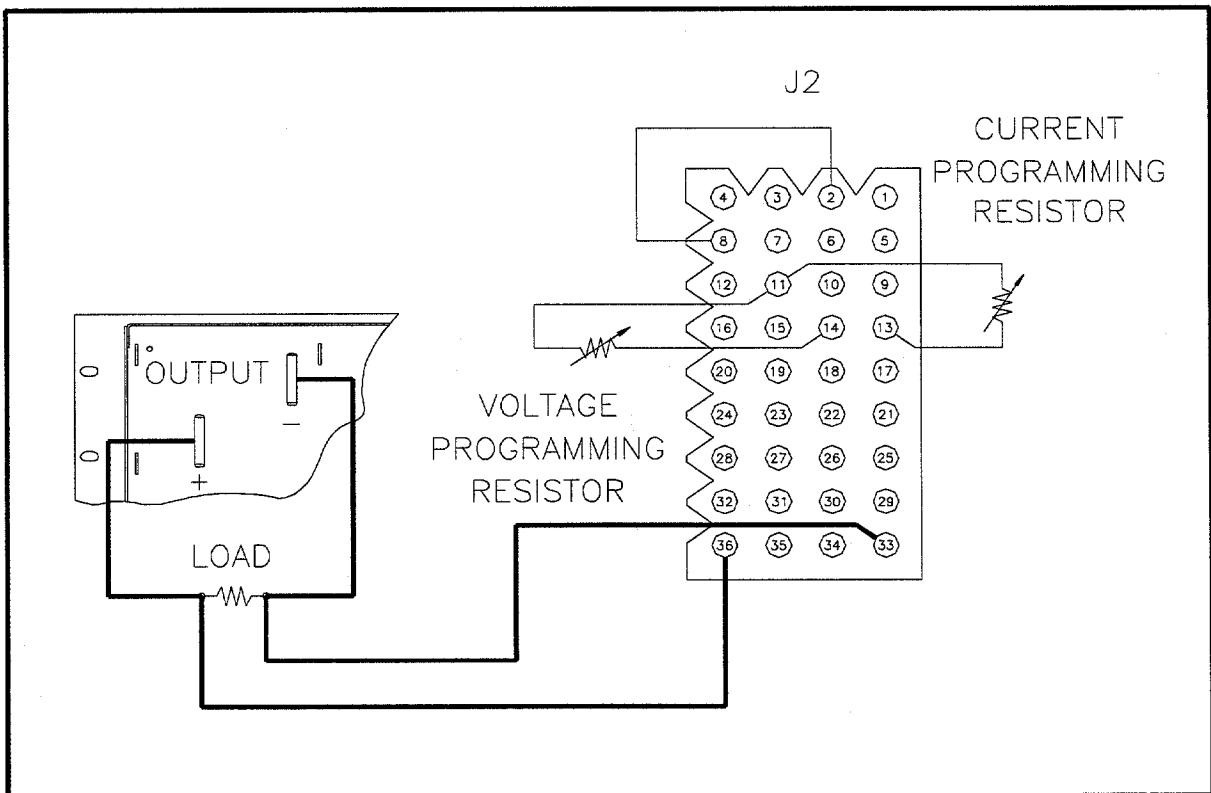 J2
CURRENT
PROGRAMMING
RESISTOR
4 3 2 1
8 7 6 5
12 11 10 9
16 15 14 13
20 19 18 17
24 23 22 21
28 27 26 25
32 31 30 29
36 35 34 33
OUTPUT
−
+
VOLTAGE
PROGRAMMING
RESISTOR
LOAD